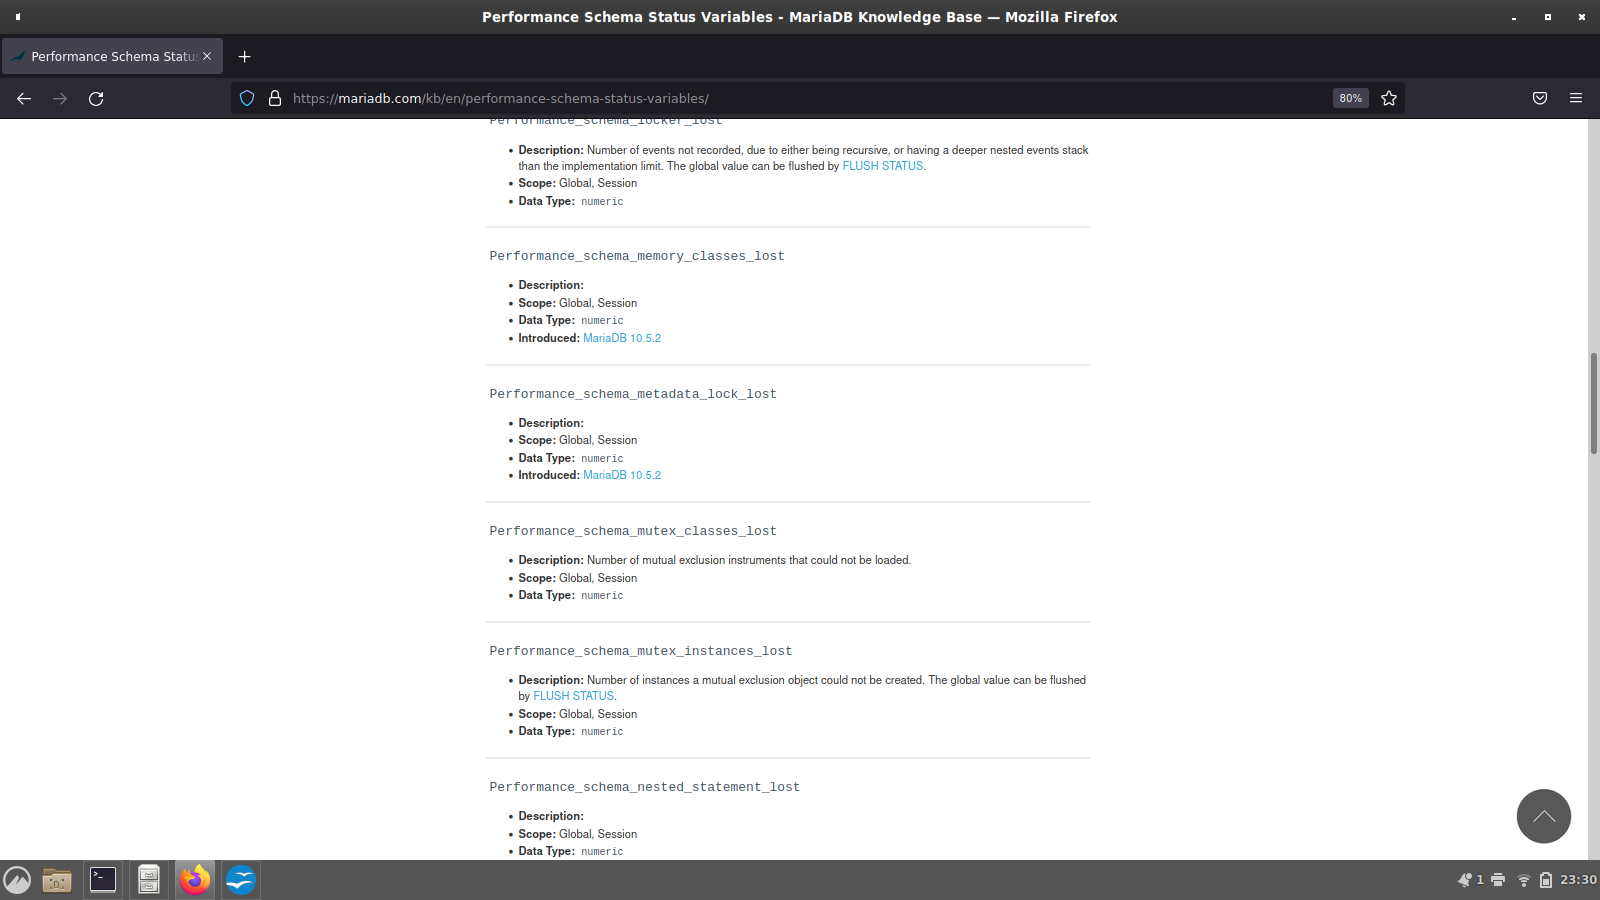 Performance Schema Status Variables - MariaDB Knowledge Base — Mozilla Firefox
Performance Schema Status
https://mariadb.com/kb/en/performance-schema-status-variables/
80%
Performance_schema_locker_lost
Description: Number of events not recorded, due to either being recursive, or having a deeper nested events stack
than the implementation limit. The global value can be flushed by FLUSH STATUS.
Scope: Global, Session
Data Type: numeric
Performance_schema_memory_classes_lost
Description:
Scope: Global, Session
Data Type: numeric
Introduced: MariaDB 10.5.2
Performance_schema_metadata_lock_lost
Description:
Scope: Global, Session
Data Type: numeric
Introduced: MariaDB 10.5.2
Performance_schema_mutex_classes_lost
Description: Number of mutual exclusion instruments that could not be loaded.
Scope: Global, Session
Data Type: numeric
Performance_schema_mutex_instances_lost
Description: Number of instances a mutual exclusion object could not be created. The global value can be flushed
by FLUSH STATUS.
Scope: Global, Session
Data Type: numeric
Performance_schema_nested_statement_lost
Description:
Scope: Global, Session
Data Type: numeric
1
23:30